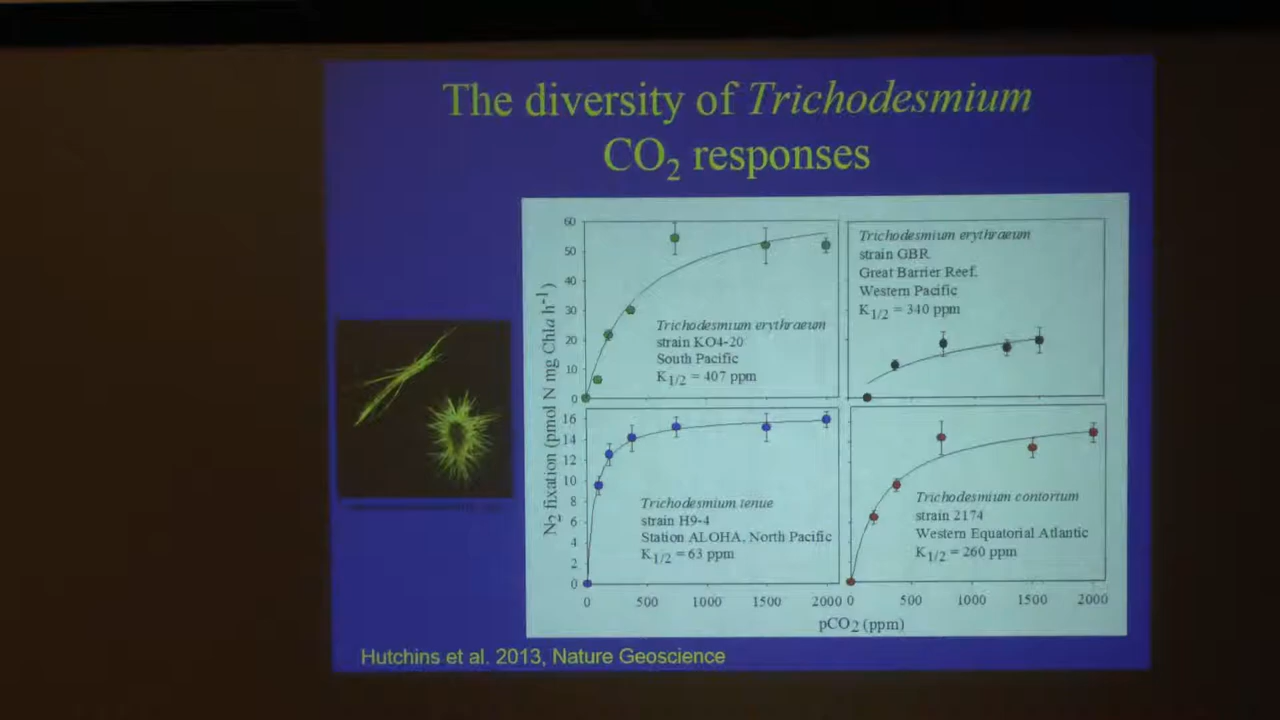 The diversity of Trichodesmium
CO2 responses
N2 fixation (pmol N mg Chla h-1)
60
50
40
30
20
10
0
Trichodesmium erythraeum
strain KO4-20
South Pacific
K1/2 = 407 ppm
Trichodesmium erythraeum
strain GBR
Great Barrier Reef,
Western Pacific
K1/2 = 340 ppm
16
14
12
10
8
6
4
2
0
Trichodesmium tenue
strain H9-4
Station ALOHA, North Pacific
K1/2 = 63 ppm
Trichodesmium contortum
strain 2174
Western Equatorial Atlantic
K1/2 = 260 ppm
0 500 1000 1500 2000 0 500 1000 1500 2000
pCO2 (ppm)
Hutchins et al. 2013, Nature Geoscience